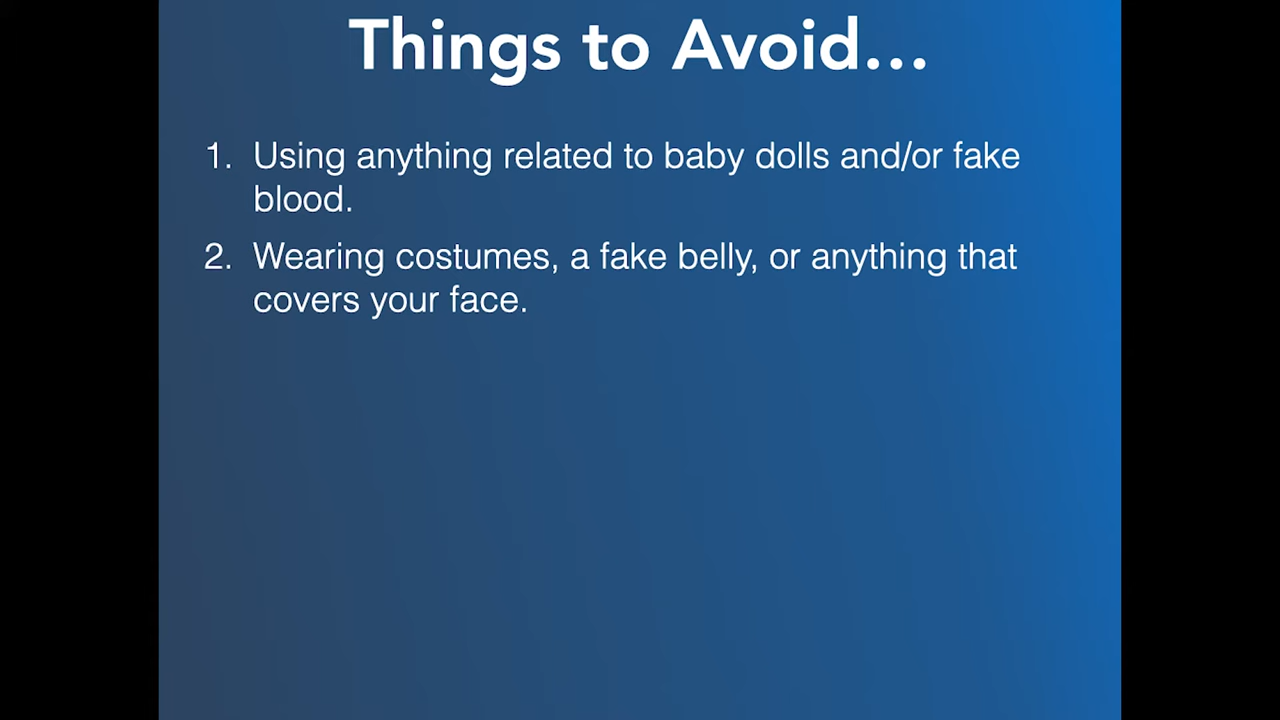 Things to Avoid...
1. Using anything related to baby dolls and/or fake
blood.
2. Wearing costumes, a fake belly, or anything that
covers your face.